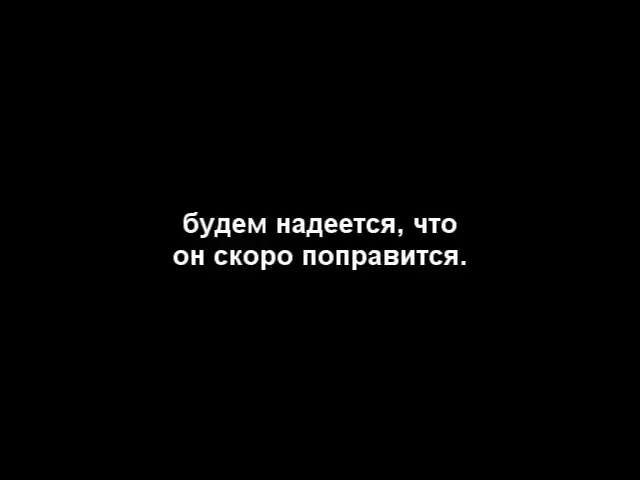 будем надеется, что
он скоро поправится.